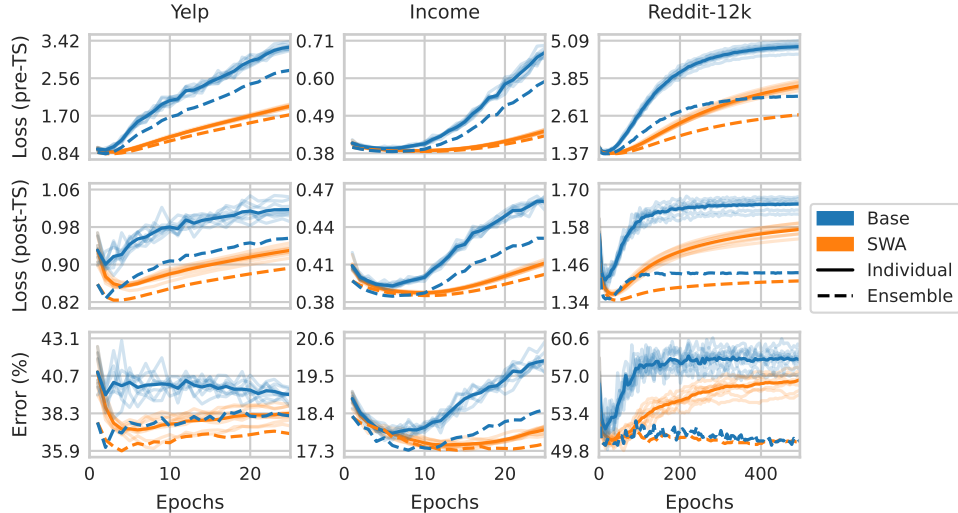 Yelp Income Reddit-12k
Loss (pre-TS)
3.42 2.56 1.70 0.84
0.71 0.60 0.49 0.38
5.09 3.85 2.61 1.37
Loss (post-TS)
1.06 0.98 0.90 0.82
0.47 0.44 0.41 0.38
1.70 1.58 1.46 1.34
Base
SWA
Individual
Ensemble
Error (%)
43.1 40.7 38.3 35.9
20.6 19.5 18.4 17.3
60.6 57.0 53.4 49.8
0 10 20 0 10 20 0 200 400
Epochs Epochs Epochs